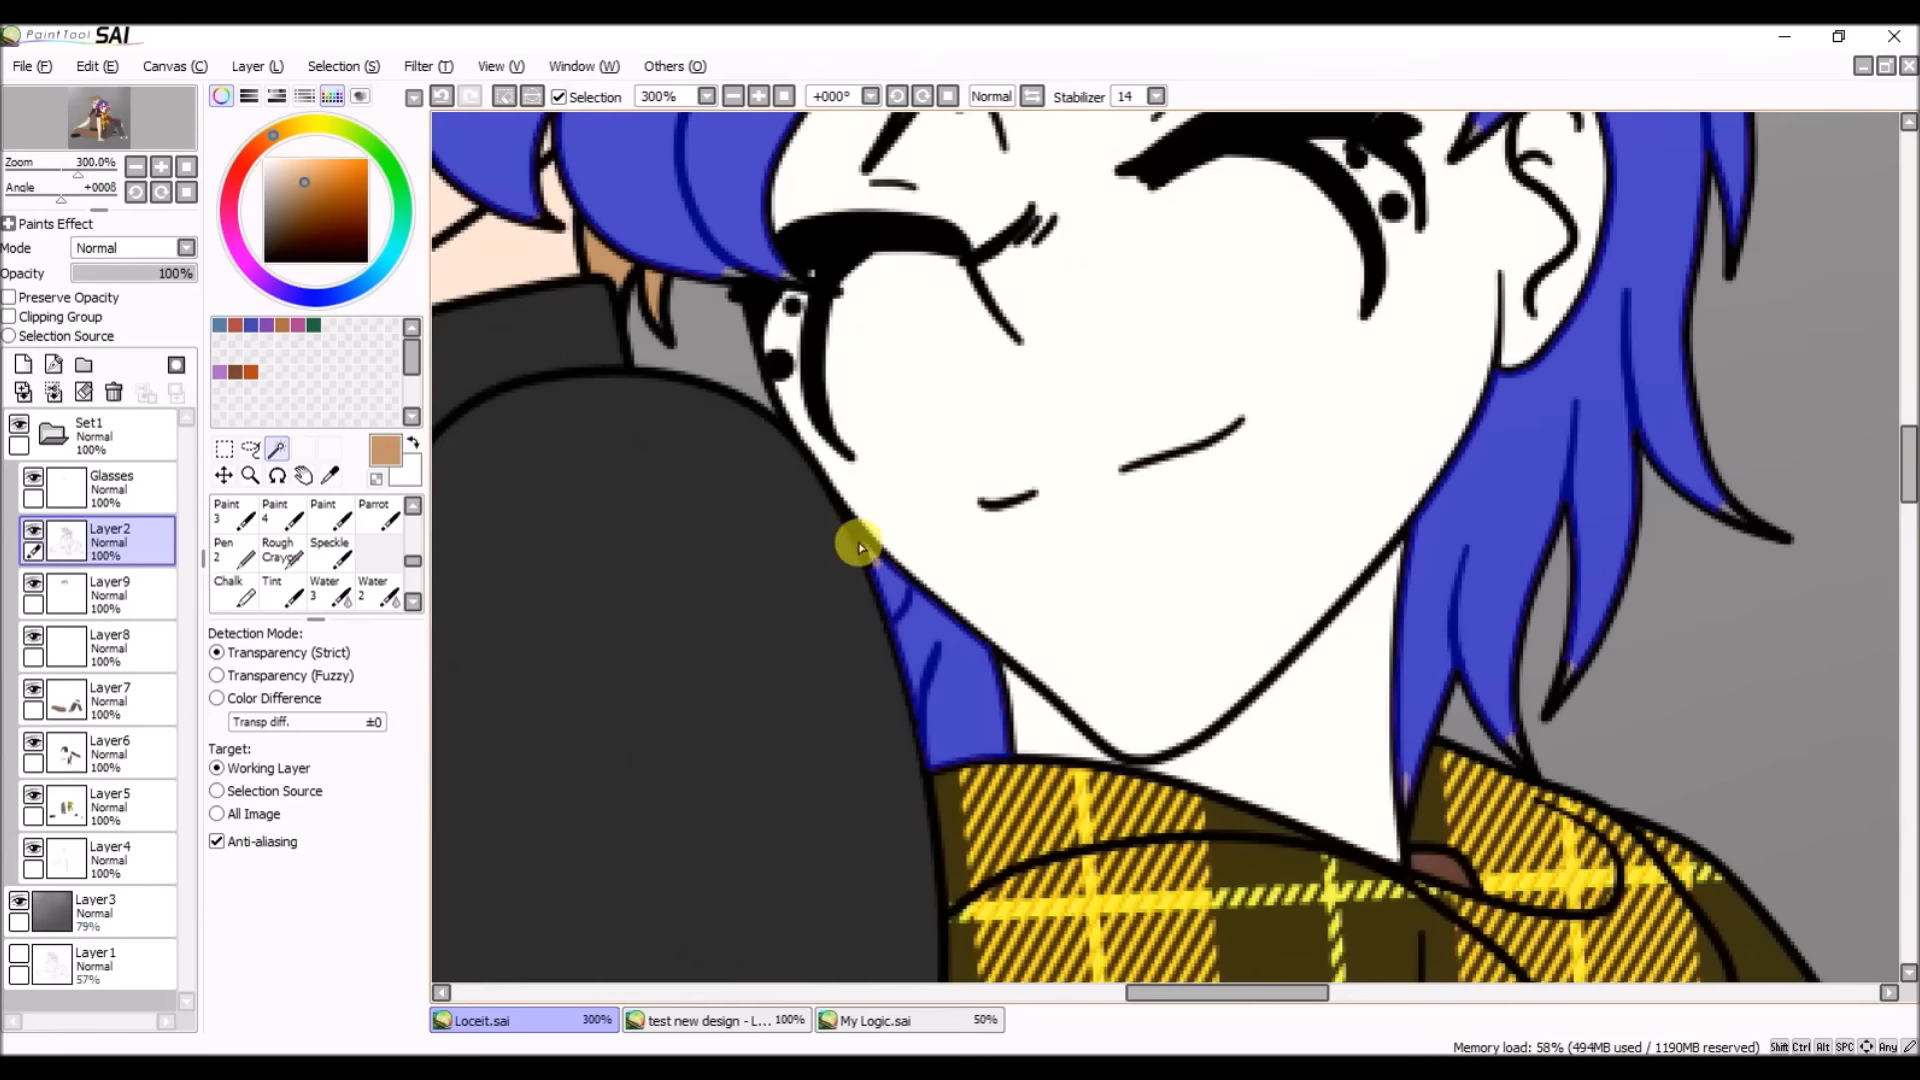 PaintTool SAI
File (F) Edit (E) Canvas (C) Layer (L) Selection (S) Filter (T) View (V) Window (W) Others (O)
Selection 300% +000° Normal Stabilizer 14
Zoom 300.0%
Angle +000ß
Paints Effect
Mode Normal
Opacity 100%
Preserve Opacity
Clipping Group
Selection Source
Set1
Normal
100%
Glasses
Normal
100%
Layer2
Normal
100%
Layer9
Normal
100%
Layer8
Normal
100%
Layer7
Normal
100%
Layer6
Normal
100%
Layer5
Normal
100%
Layer4
Normal
100%
Layer3
Normal
79%
Layer1
Normal
57%
Paint 3 Paint 4 Paint Parrot
Pen 2 Rough Crayon Speckle
Chalk Tint Water 3 Water 2
Detection Mode:
Transparency (Strict)
Transparency (Fuzzy)
Color Difference
Transp diff. ±0
Target:
Working Layer
Selection Source
All Image
Anti-aliasing
Loceit.sai 300% test new design - L... 100% My Logic.sai 50%
Memory load: 58% (494MB used / 1190MB reserved) Shift Ctrl Alt SPC Any